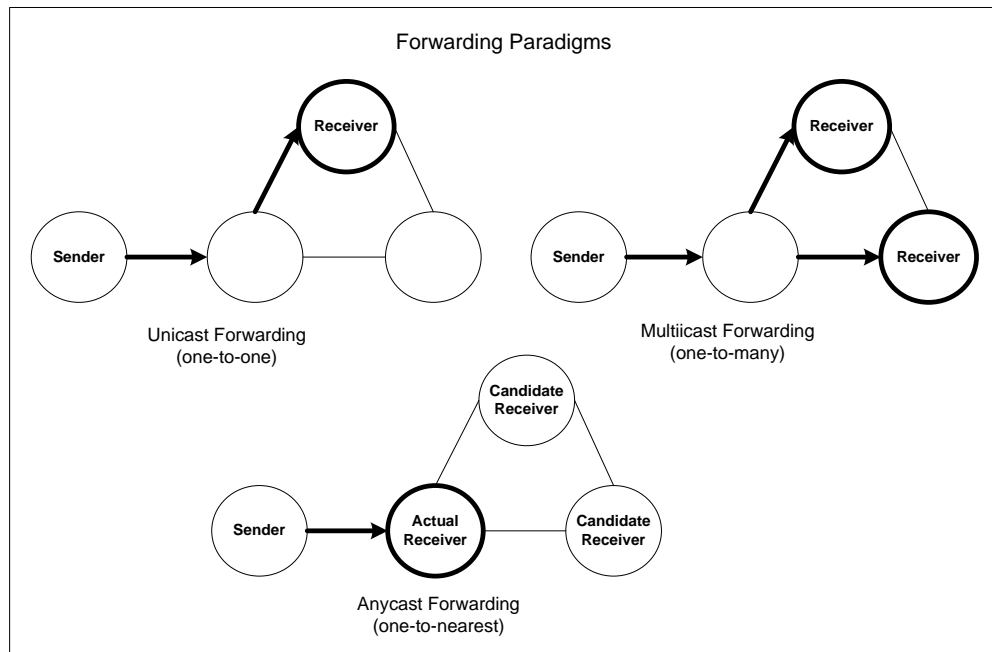 Forwarding Paradigms
Receiver
Sender
Unicast Forwarding
(one-to-one)
Receiver
Sender
Receiver
Multiicast Forwarding
(one-to-many)
Candidate
Receiver
Sender
Actual
Receiver
Candidate
Receiver
Anycast Forwarding
(one-to-nearest)